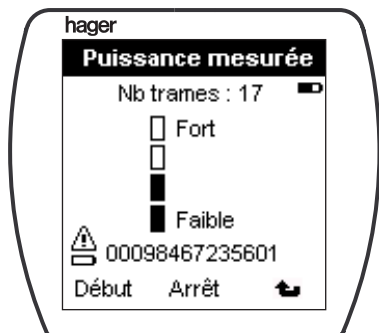 hager
Puissance mesurée
Nb trames : 17
Fort
Faible
00098467235601
Début Arrêt